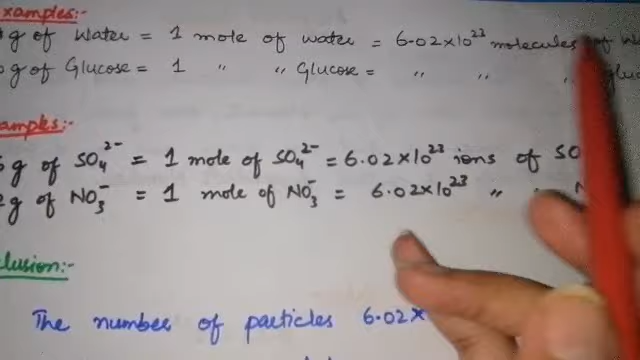 xamples:-
g of Water = 1 mole of water = 6.02×10²³ molecules of
g of Glucose = 1 〃 〃 Glucose = 〃 〃 〃
amples:-
g of SO₄²⁻ = 1 mole of SO₄²⁻ = 6.02×10²³ ions of SO
g of NO₃⁻ = 1 mole of NO₃⁻ = 6.02×10²³ 〃 〃 N
clusion:-
The number of particles 6.02×